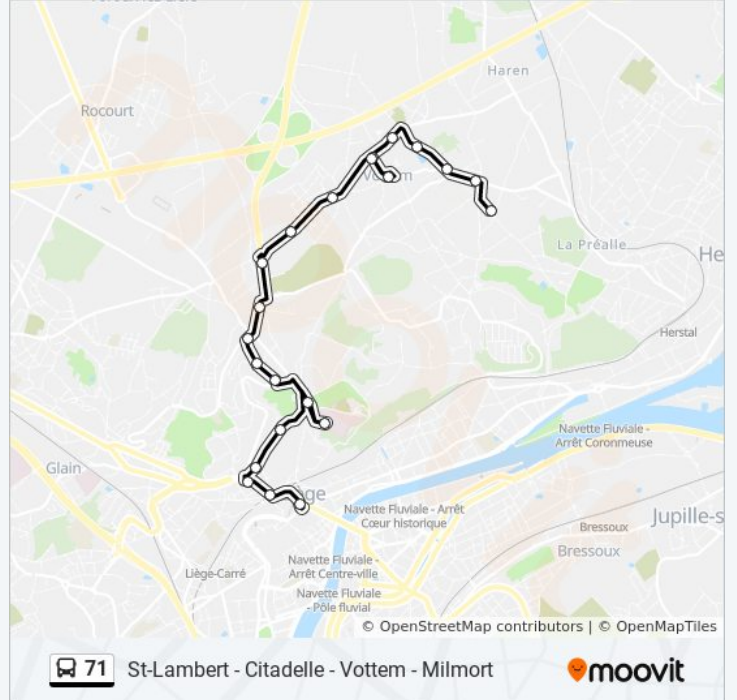 Haren
Rocourt
Vottem
La Préalle
He
Herstal
Navette Fluviale -
Arrêt Coronmeuse
Glain
ège
Navette Fluviale - Arrêt
Cœur historique
Jupille-s
Bressoux
Bressoux
Navette Fluviale -
Arrêt Centre-ville
Liège-Carré
Navette Fluviale
- Pôle fluvial
© OpenStreetMap contributors | © OpenMapTiles
71 St-Lambert - Citadelle - Vottem - Milmort
moovit